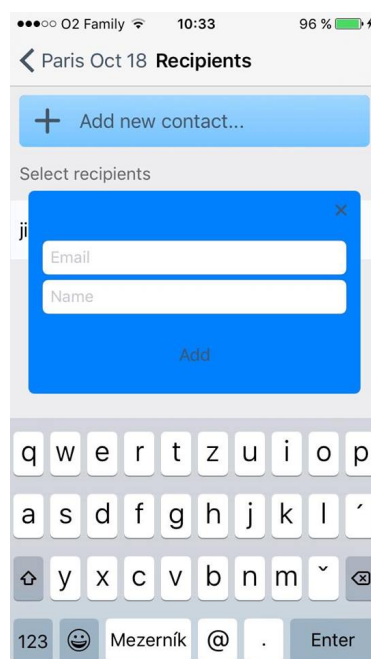 O2 Family 10:33 96 %
Paris Oct 18 Recipients
+ Add new contact...
Select recipients
×
ji
Email
Name
Add
q w e r t z u i o p
a s d f g h j k l ´
y x c v b n m ˇ
123 Mezerník @ . Enter